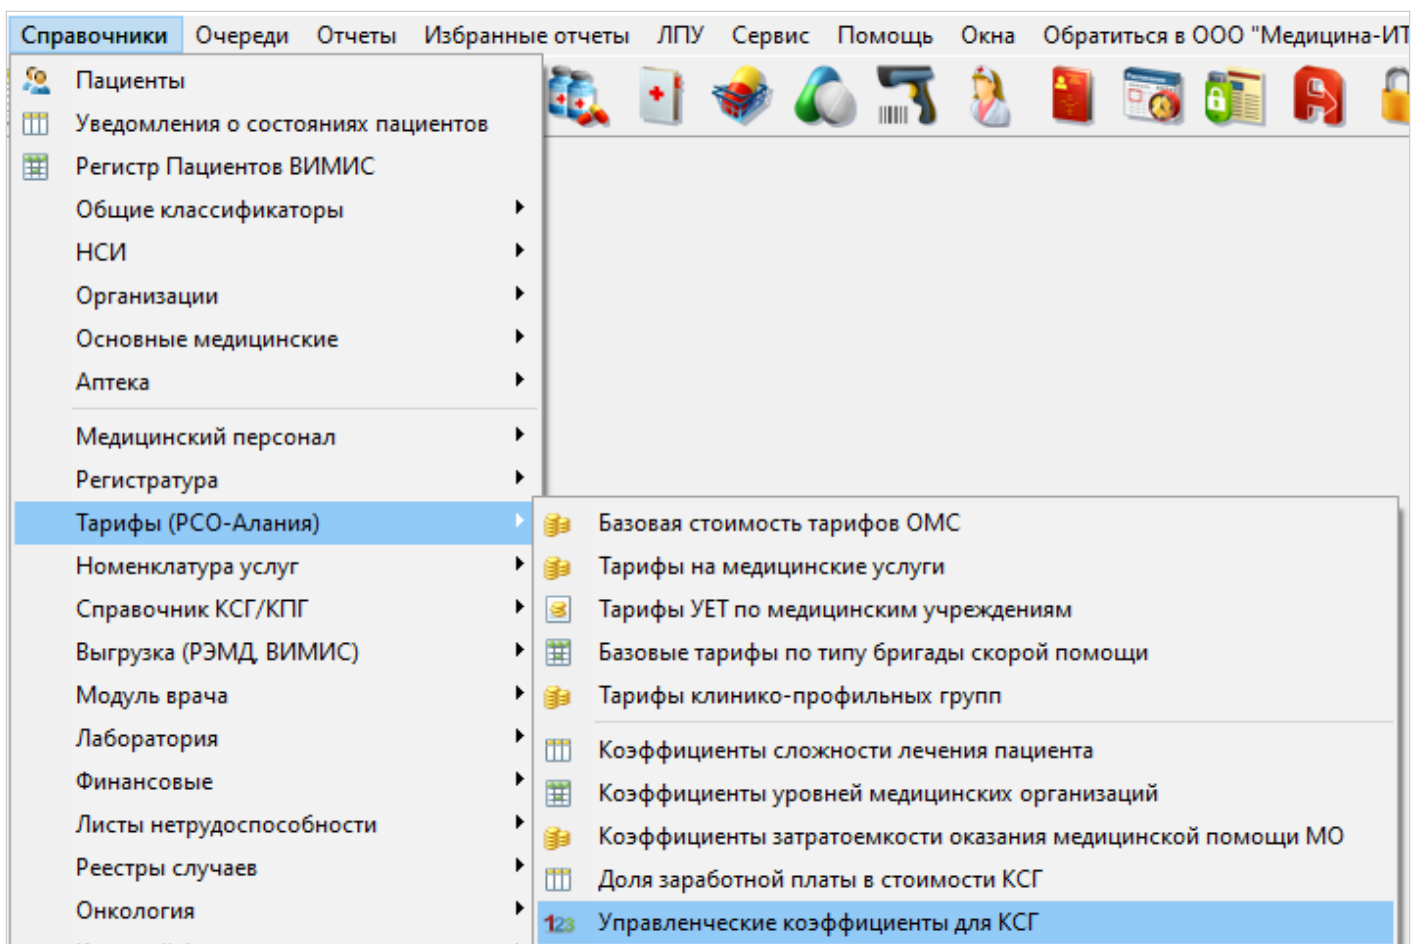 Справочники Очереди Отчеты Избранные отчеты ЛПУ Сервис Помощь Окна Обратиться в ООО "Медицина-ИТ
Пациенты
Уведомления о состояниях пациентов
Регистр Пациентов ВИМИС
Общие классификаторы
НСИ
Организации
Основные медицинские
Аптека
Медицинский персонал
Регистратура
Тарифы (РСО-Алания)
Номенклатура услуг
Справочник КСГ/КПГ
Выгрузка (РЭМД, ВИМИС)
Модуль врача
Лаборатория
Финансовые
Листы нетрудоспособности
Реестры случаев
Онкология
Базовая стоимость тарифов ОМС
Тарифы на медицинские услуги
Тарифы УЕТ по медицинским учреждениям
Базовые тарифы по типу бригады скорой помощи
Тарифы клинико-профильных групп
Коэффициенты сложности лечения пациента
Коэффициенты уровней медицинских организаций
Коэффициенты затратоемкости оказания медицинской помощи МО
Доля заработной платы в стоимости КСГ
123 Управленческие коэффициенты для КСГ